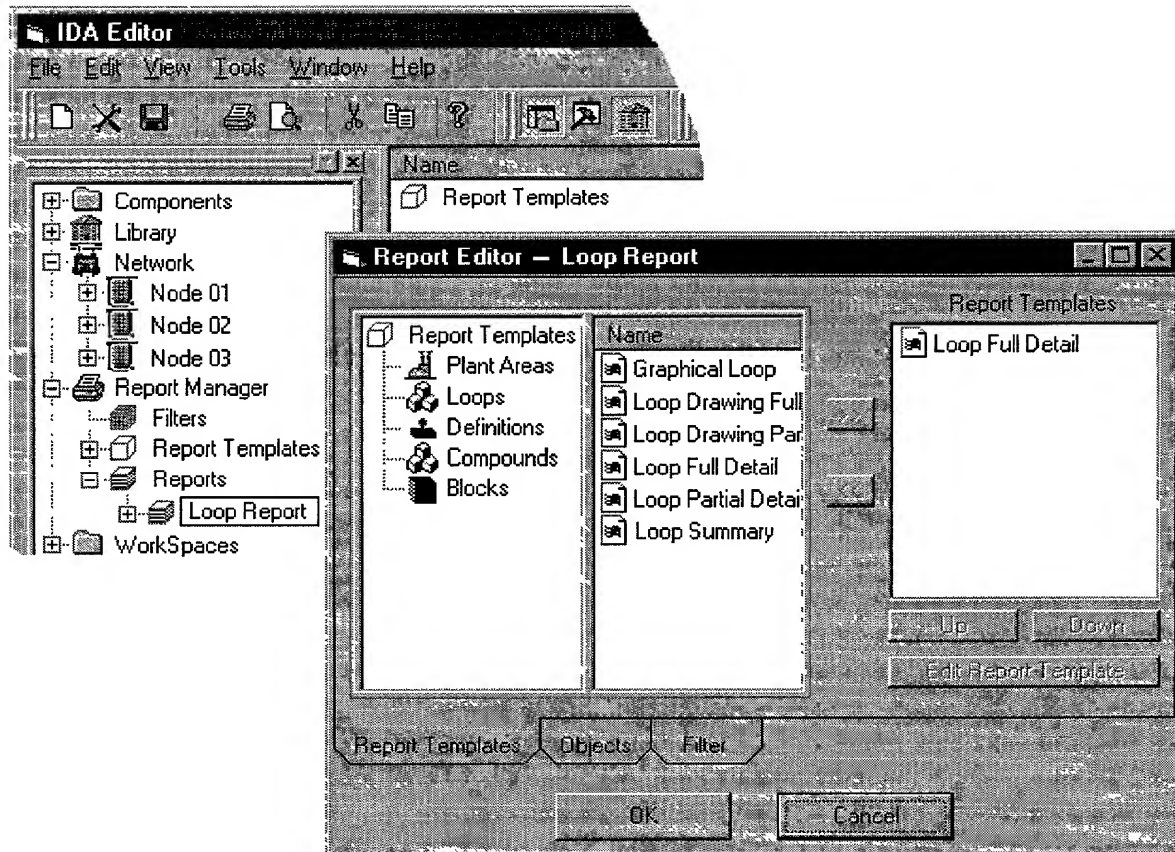 IDA Editor
File Edit View Tools Window Help
Name
Report Templates
Components
Library
Network
Node 01
Node 02
Node 03
Report Manager
Filters
Report Templates
Reports
Loop Report
WorkSpaces
Report Editor — Loop Report
Report Templates
Plant Areas
Loops
Definitions
Compounds
Blocks
Name
Graphical Loop
Loop Drawing Full
Loop Drawing Par
Loop Full Detail
Loop Partial Detai
Loop Summary
>>
<<
Report Templates
Loop Full Detail
Up Down
Edit Report Template
Report Templates Objects Filter
OK Cancel